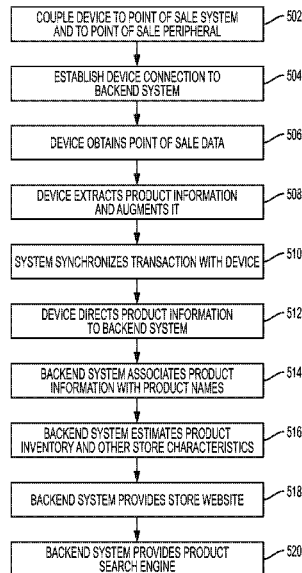 COUPLE DEVICE TO POINT OF SALE SYSTEM
AND TO POINT OF SALE PERIPHERAL
502
ESTABLISH DEVICE CONNECTION TO
BACKEND SYSTEM
504
DEVICE OBTAINS POINT OF SALE DATA
506
DEVICE EXTRACTS PRODUCT INFORMATION
AND AUGMENTS IT
508
SYSTEM SYNCHRONIZES TRANSACTION WITH DEVICE
510
DEVICE DIRECTS PRODUCT INFORMATION
TO BACKEND SYSTEM
512
BACKEND SYSTEM ASSOCIATES PRODUCT
INFORMATION WITH PRODUCT NAMES
514
BACKEND SYSTEM ESTIMATES PRODUCT
INVENTORY AND OTHER STORE CHARACTERISTICS
516
BACKEND SYSTEM PROVIDES STORE WEBSITE
518
BACKEND SYSTEM PROVIDES PRODUCT
SEARCH ENGINE
520